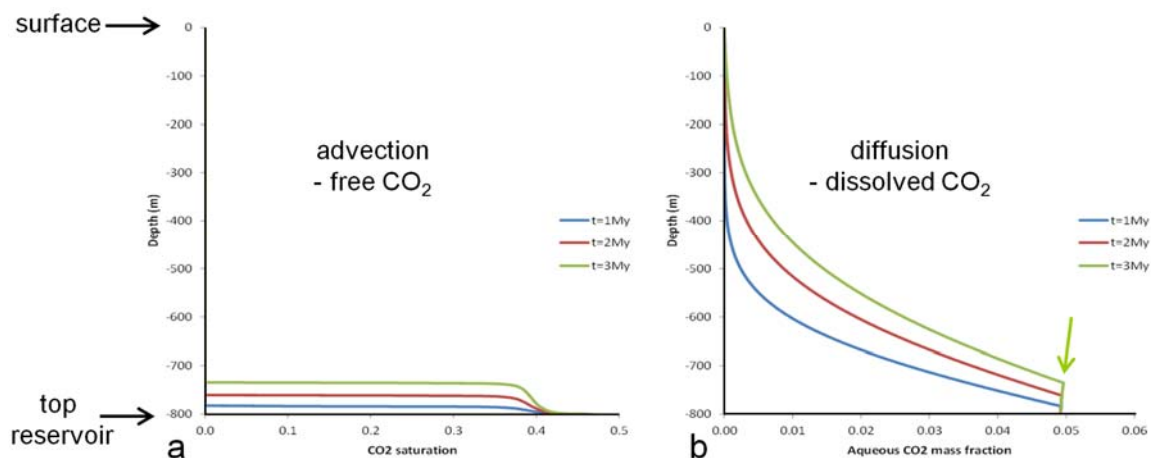 surface
0
-100
-200
-300
-400
-500
-600
-700
-800
Depth (m)
advection
- free CO2
t=1My
t=2My
t=3My
top
reservoir
0.0 0.1 0.2 0.3 0.4 0.5
a
CO2 saturation
0
-100
-200
-300
-400
-500
-600
-700
-800
Depth (m)
diffusion
- dissolved CO2
t=1My
t=2My
t=3My
0.00 0.01 0.02 0.03 0.04 0.05 0.06
b
Aqueous CO2 mass fraction